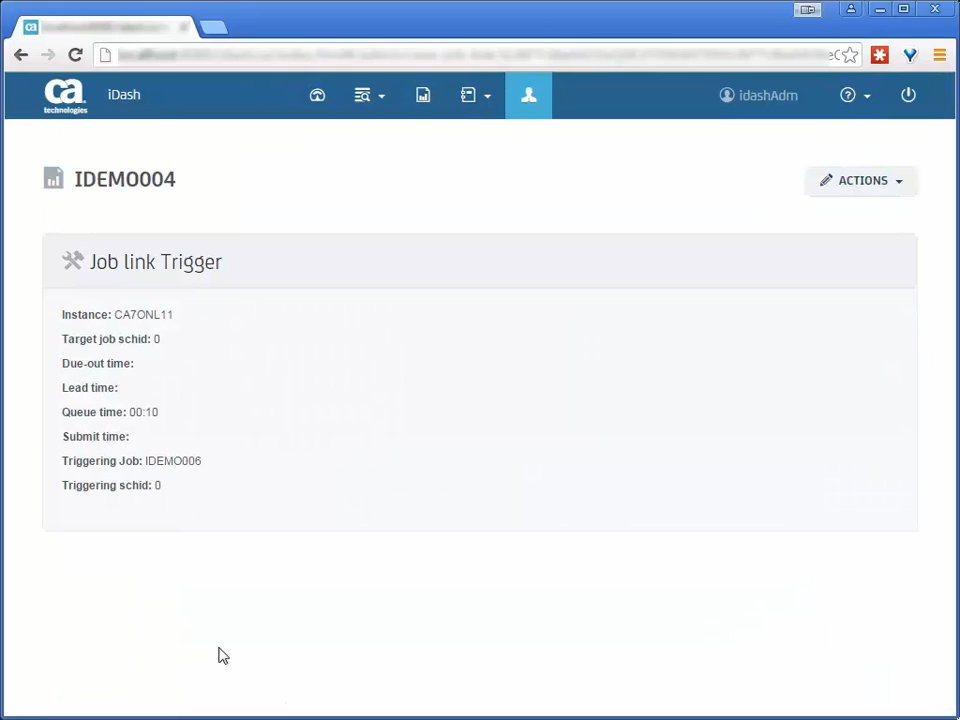 ca
technologies
iDash
idashAdm
IDEMO004
ACTIONS
Job link Trigger
Instance: CA7ONL11
Target job schid: 0
Due-out time:
Lead time:
Queue time: 00:10
Submit time:
Triggering Job: IDEMO006
Triggering schid: 0